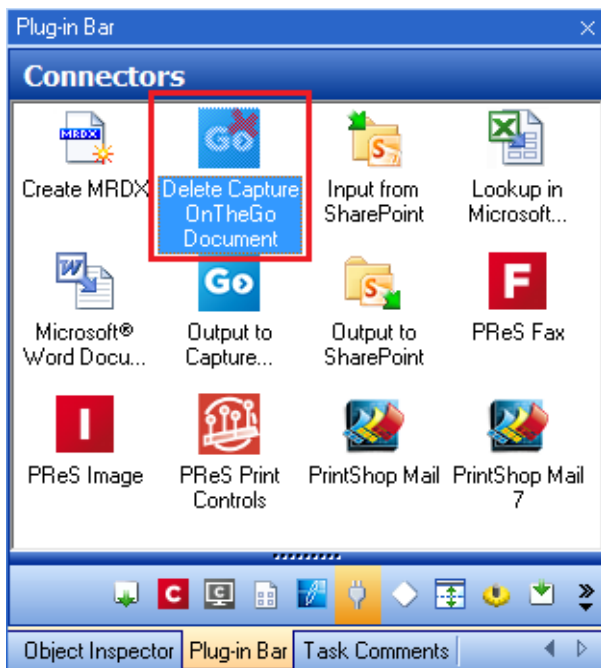 Plug-in Bar
Connectors
MRDX
Go
S
Create MRDX
Delete Capture
OnTheGo
Document
Input from
SharePoint
Lookup in
Microsoft...
W
Go
S
F
Microsoft®
Word Docu...
Output to
Capture...
Output to
SharePoint
PReS Fax
I
PReS Image
PReS Print
Controls
PrintShop Mail
PrintShop Mail
7
C
C
Object Inspector
Plug-in Bar
Task Comments